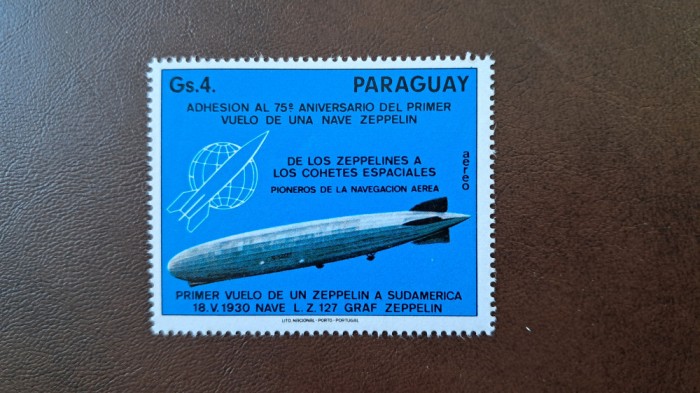 Gs.4. PARAGUAY
ADHESION AL 75º ANIVERSARIO DEL PRIMER
VUELO DE UNA NAVE ZEPPELIN
DE LOS ZEPPELINES A
LOS COHETES ESPACIALES
PIONEROS DE LA NAVEGACION AEREA
aereo
PRIMER VUELO DE UN ZEPPELIN A SUDAMERICA
18.V.1930 NAVE L.Z.127 GRAF ZEPPELIN
LITO NACIONAL - PORTO - PORTUGAL